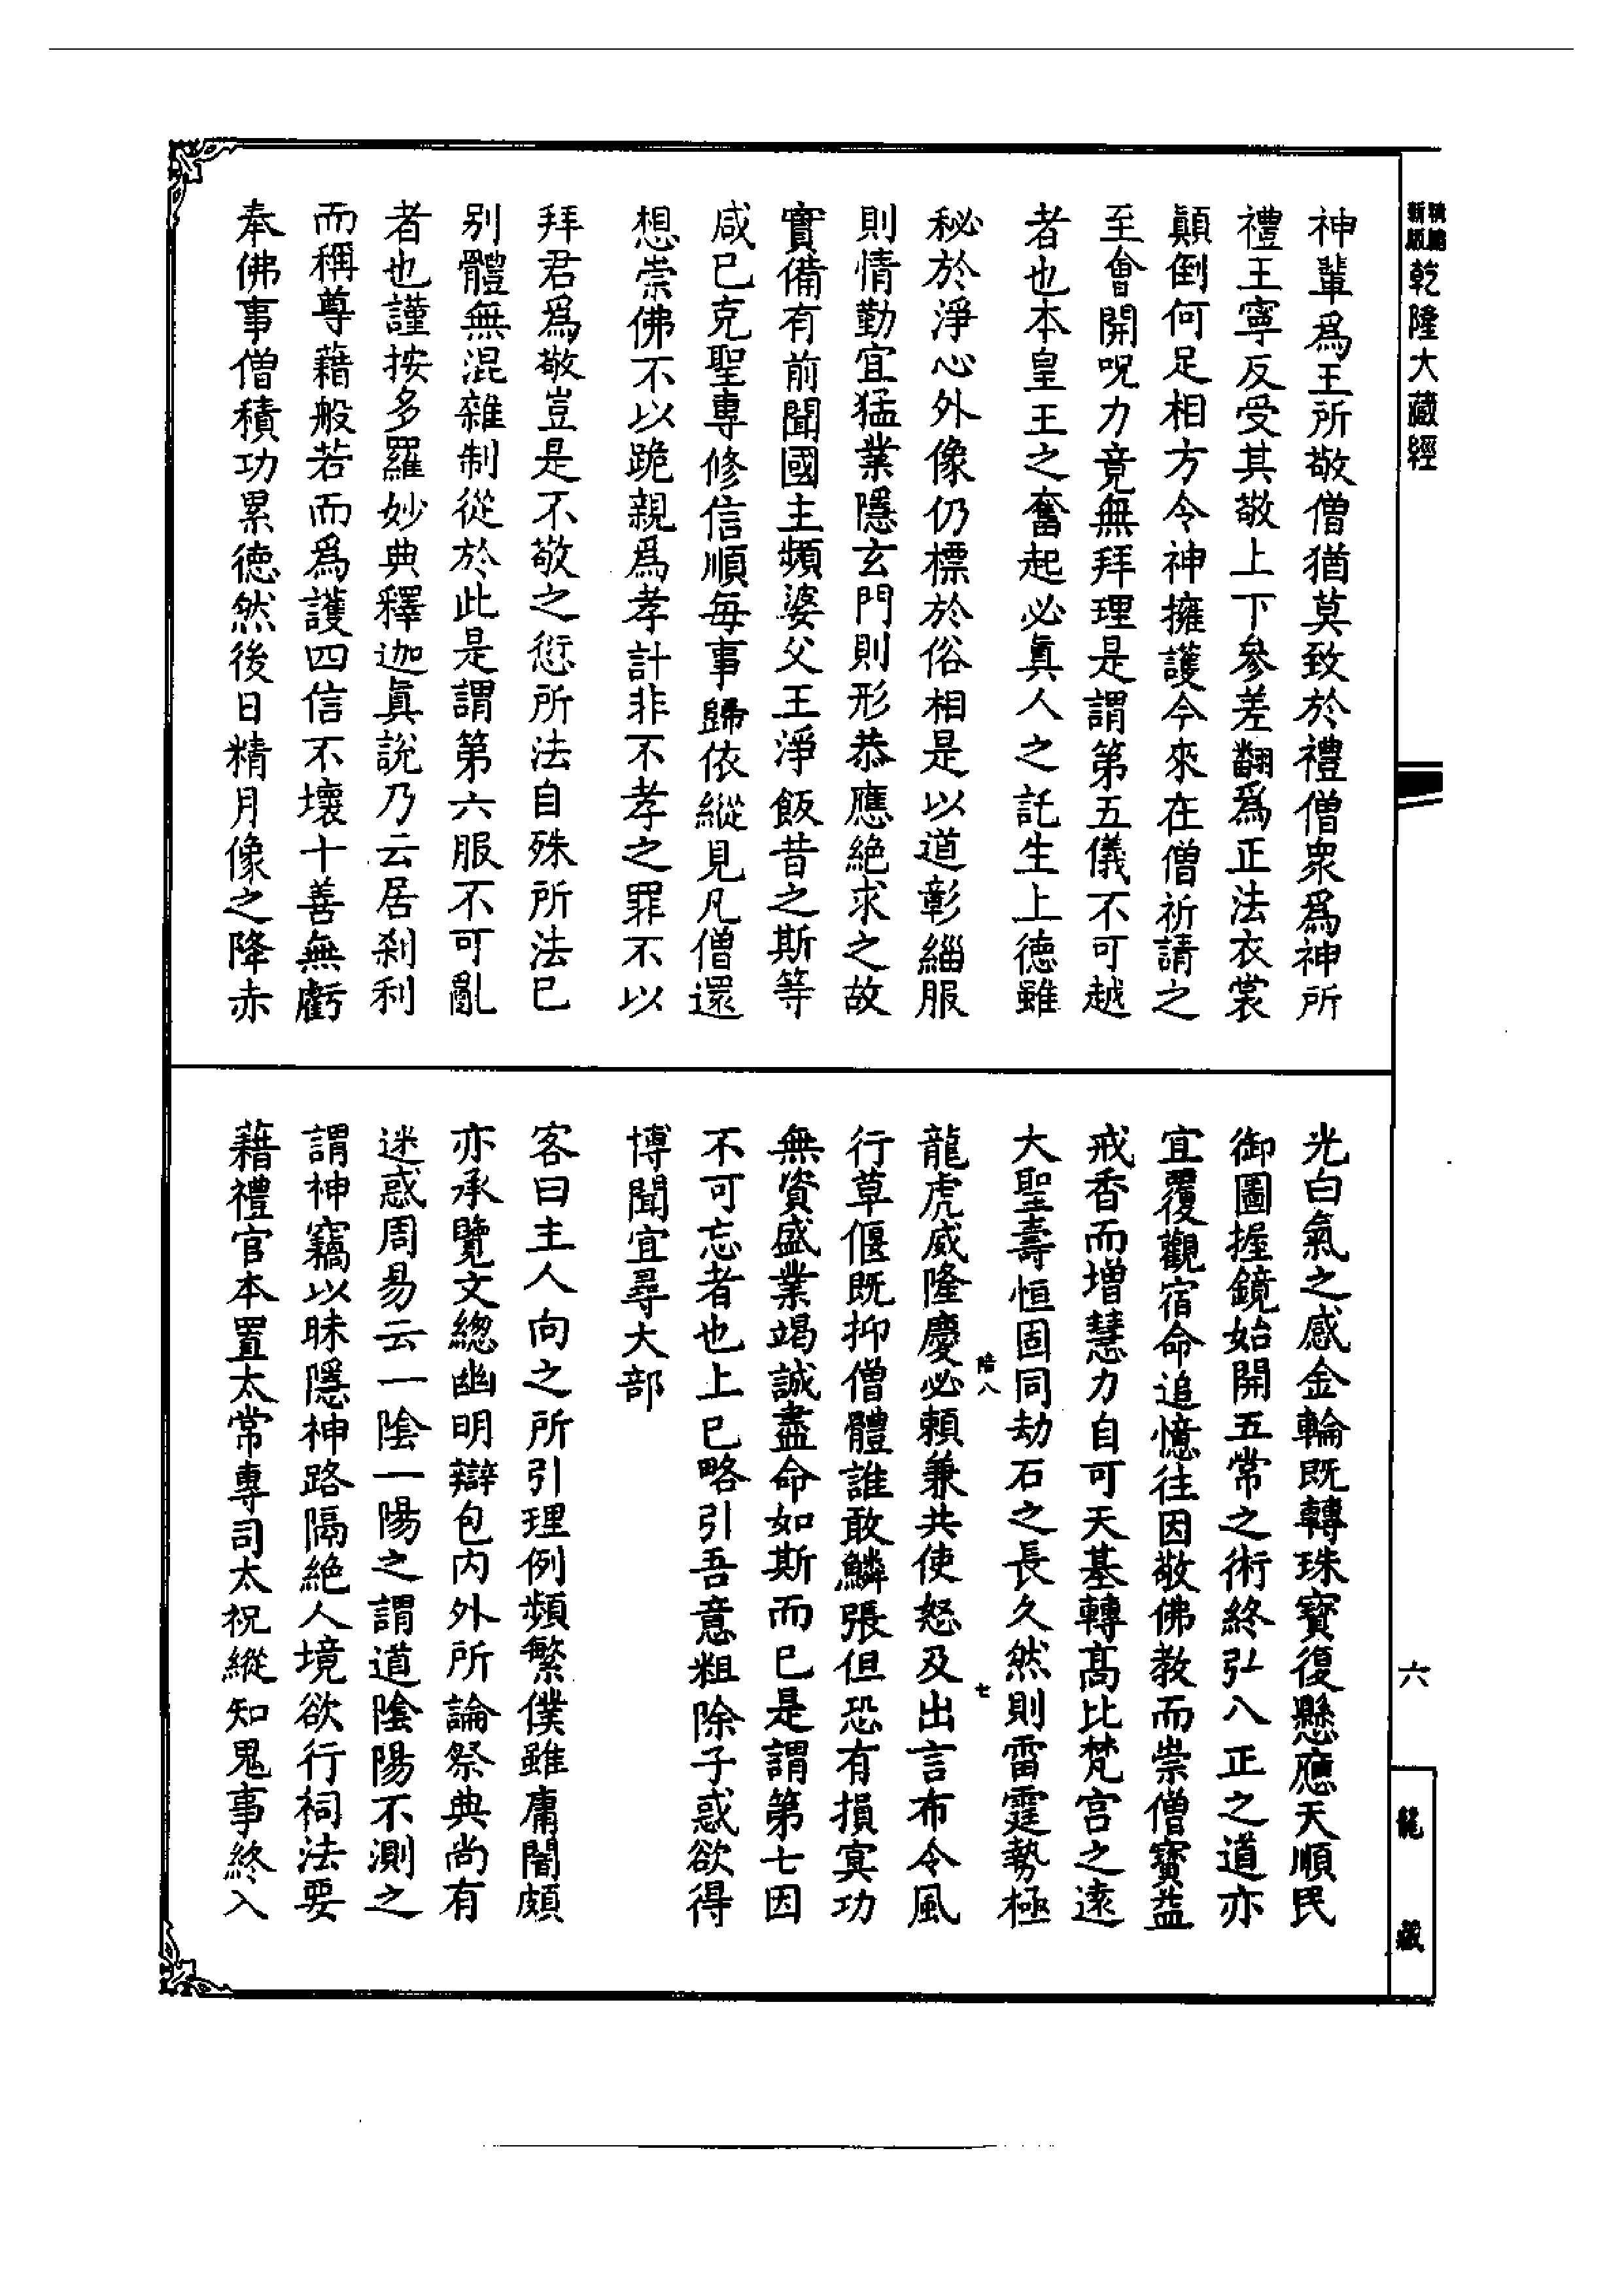 新版
乾隆大藏經
神輩爲王所敬僧猶莫致於禮僧衆爲神所
禮王寧反受其敬上下參差翻爲正法衣裳
顛倒何足相方令神擁護今來在僧祈請之
至會開呪力竟無拜理是謂第五儀不可越
者也本皇王之奮起必眞人之託生上德雖
秘於淨心外像仍標於俗相是以道彰緇服
則情勤宜猛業隱玄門則形恭應絶求之故
實備有前聞國主頻婆父王淨飯昔之斯等
咸已克聖專修信順每事歸依縱見凡僧還
想崇佛不以跪親爲孝計非不孝之罪不以
拜君爲敬豈是不敬之愆所法自殊所法已
别體無混雜制從於此是謂第六服不可亂
者也謹按多羅妙典釋迦眞說乃云居刹利
而稱尊藉般若而爲護四信不壞十善無虧
奉佛事僧積功累德然後日精月像之降赤
光白氣之感金輪既轉珠寶復懸應天順民
御圖握鏡始開五常之術終弘八正之道亦
宜覆觀宿命追憶往因敬佛教而崇僧寶益
戒香而增慧力自可天基轉高比梵宫之遠
大聖壽恒固同劫石之長久然則雷霆勢極
龍虎威隆慶必賴兼共使怒及出言布令風
行草偃既抑僧體誰敢鱗張但恐有損寘功
無資盛業竭誠盡命如斯而已是謂第七因
不可忘者也上已略引吾意粗除子惑欲得
博聞宜尋大部
客曰主人向之所引理例頻繁僕雖庸闇頗
亦承覽文總幽明辯包内外所論祭典尚有
迷惑周易云一陰一陽之謂道陰陽不測之
謂神竊以昧隱神路隔絶人境欲行祠法要
藉禮官本置太常專司太祝縱知鬼事終入
八
七
六
龍藏